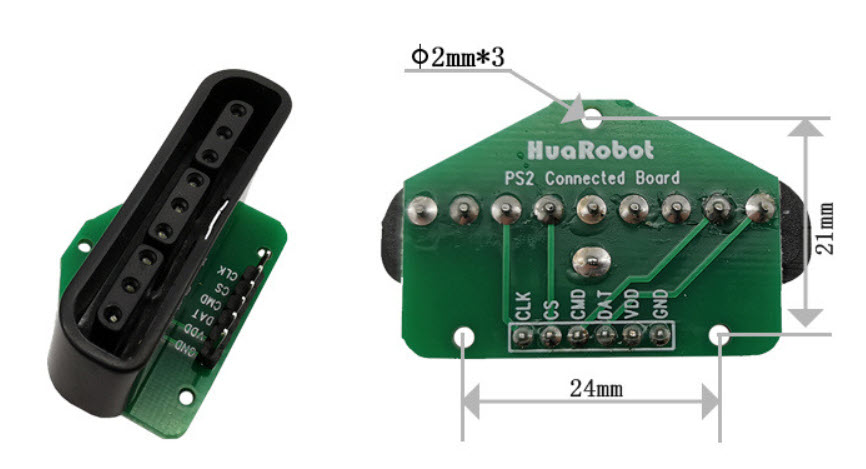 Φ2mm*3
HuaRobot
PS2 Connected Board
21mm
CLK
CS
CMD
DAT
VDD
GND
24mm
CLK
CS
CMD
DAT
VDD
GND